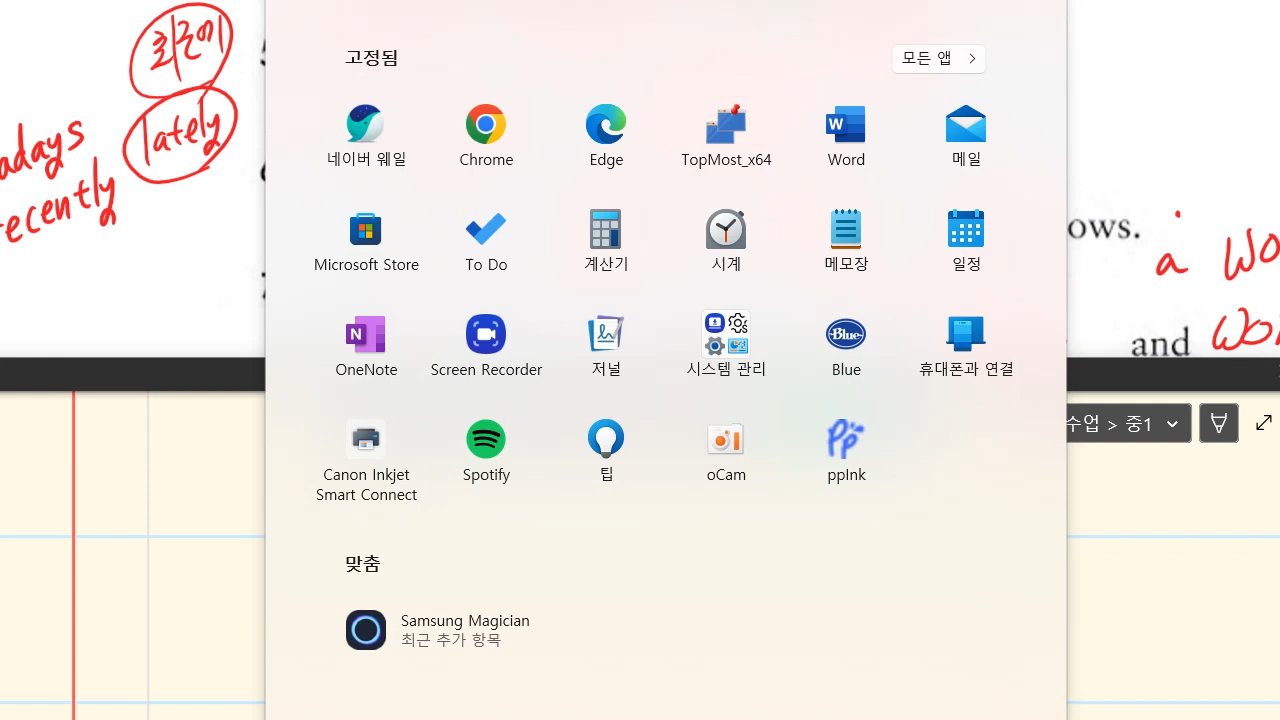 최근에
lately
adays
recently
고정됨
모든 앱
네이버 웨일
Chrome
Edge
TopMost_x64
Word
메일
Microsoft Store
To Do
계산기
시계
메모장
일정
OneNote
Screen Recorder
저널
시스템 관리
Blue
휴대폰과 연결
Canon Inkjet
Smart Connect
Spotify
팁
oCam
ppInk
맞춤
Samsung Magician
최근 추가 항목
ows.
a wo
and wor
수업 > 중1